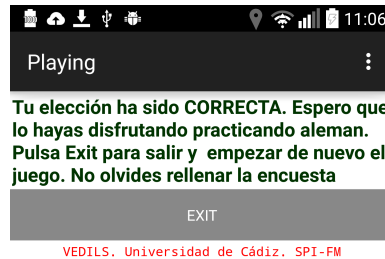 11:06
Playing
Tu elección ha sido CORRECTA. Espero que
lo hayas disfrutando practicando aleman.
Pulsa Exit para salir y  empezar de nuevo el
juego. No olvides rellenar la encuesta
EXIT
VEDILS. Universidad de Cádiz. SPI-FM